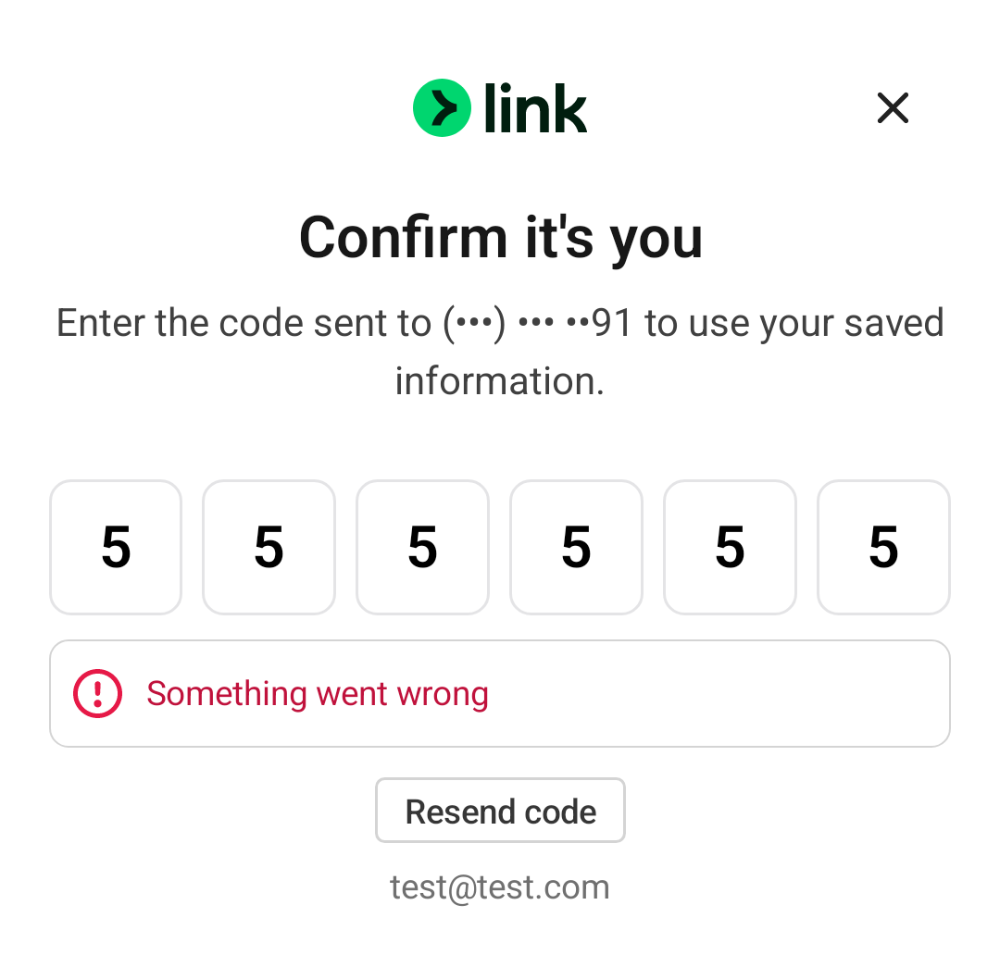 link
Confirm it's you
Enter the code sent to (•••) ••• ••91 to use your saved
information.
5 5 5 5 5 5
Something went wrong
Resend code
test@test.com